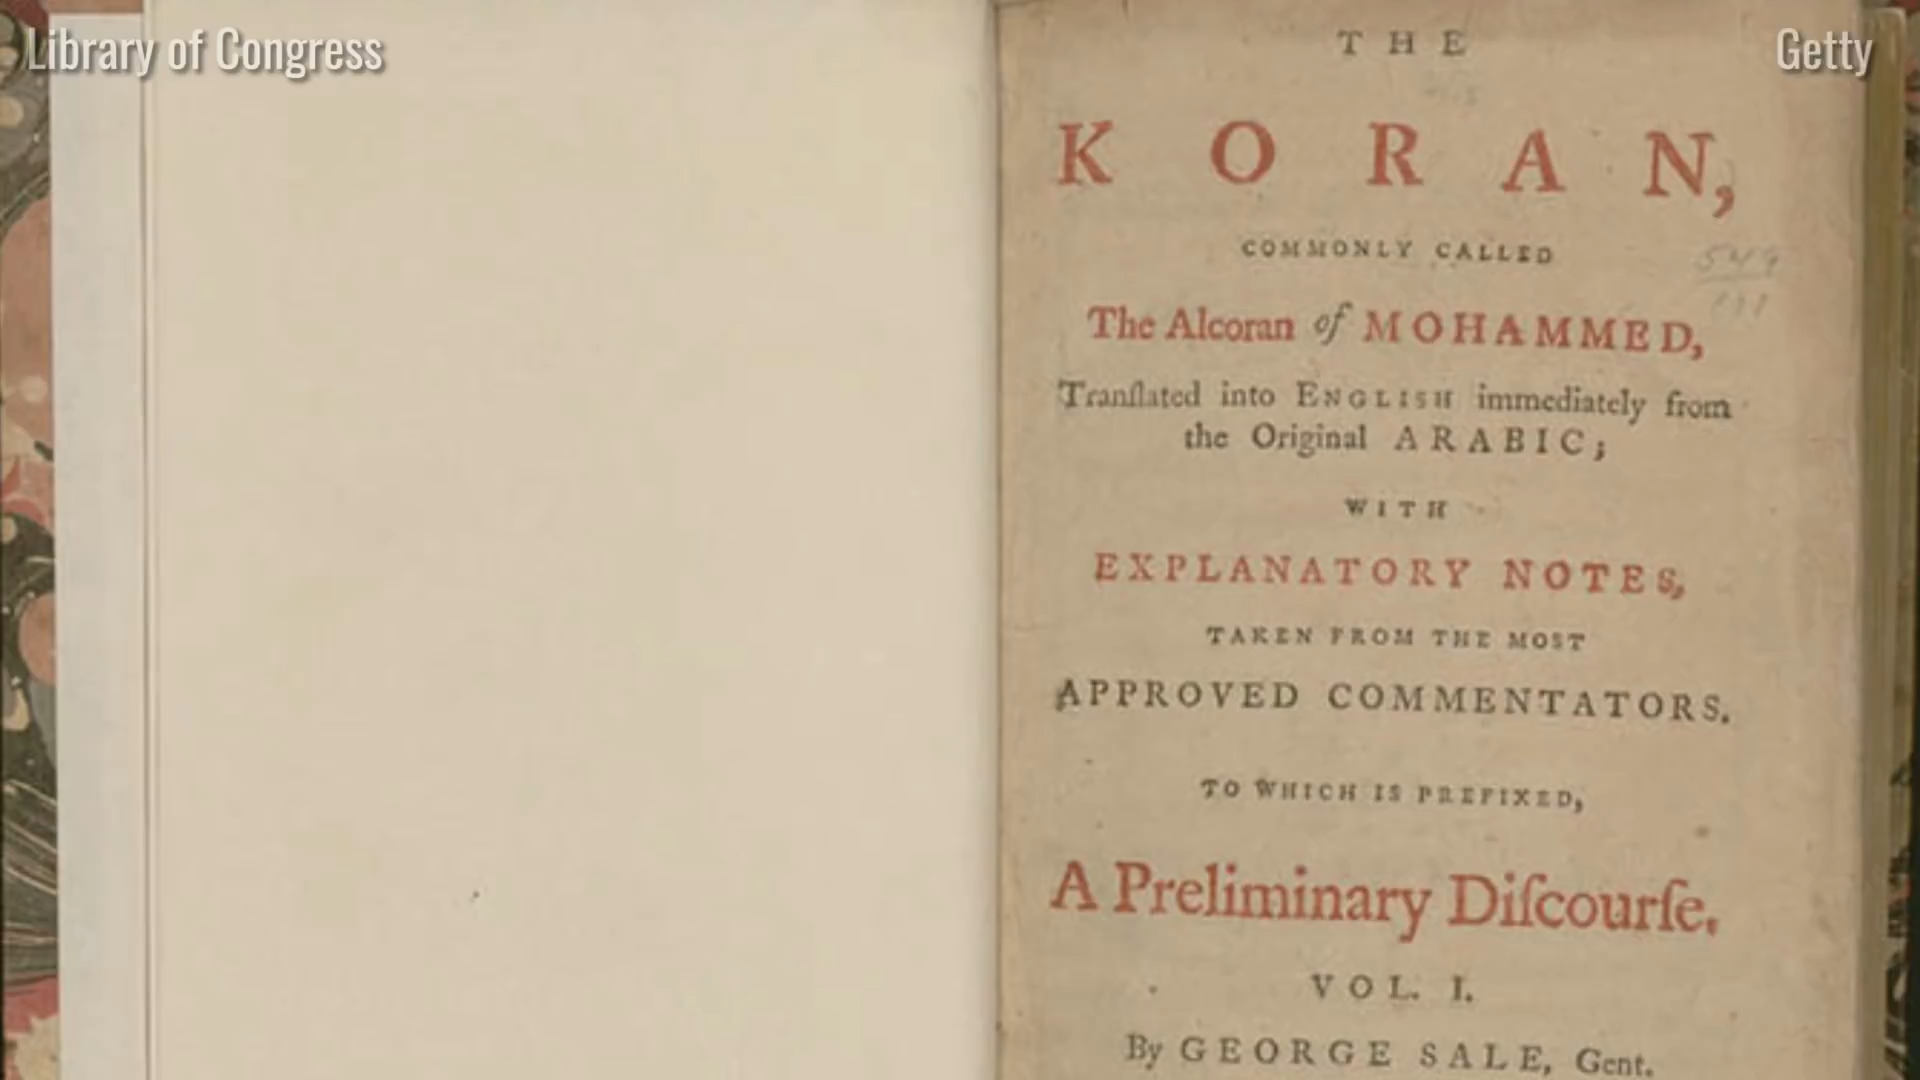 Library of Congress
Getty
THE
KORAN,
COMMONLY CALLED
The Alcoran of MOHAMMED,
Tranſlated into ENGLISH immediately from
the Original ARABIC;
WITH
EXPLANATORY NOTES,
TAKEN FROM THE MOST
APPROVED COMMENTATORS.
TO WHICH IS PREFIXED,
A Preliminary Diſcourſe.
VOL. I.
By GEORGE SALE, Gent.